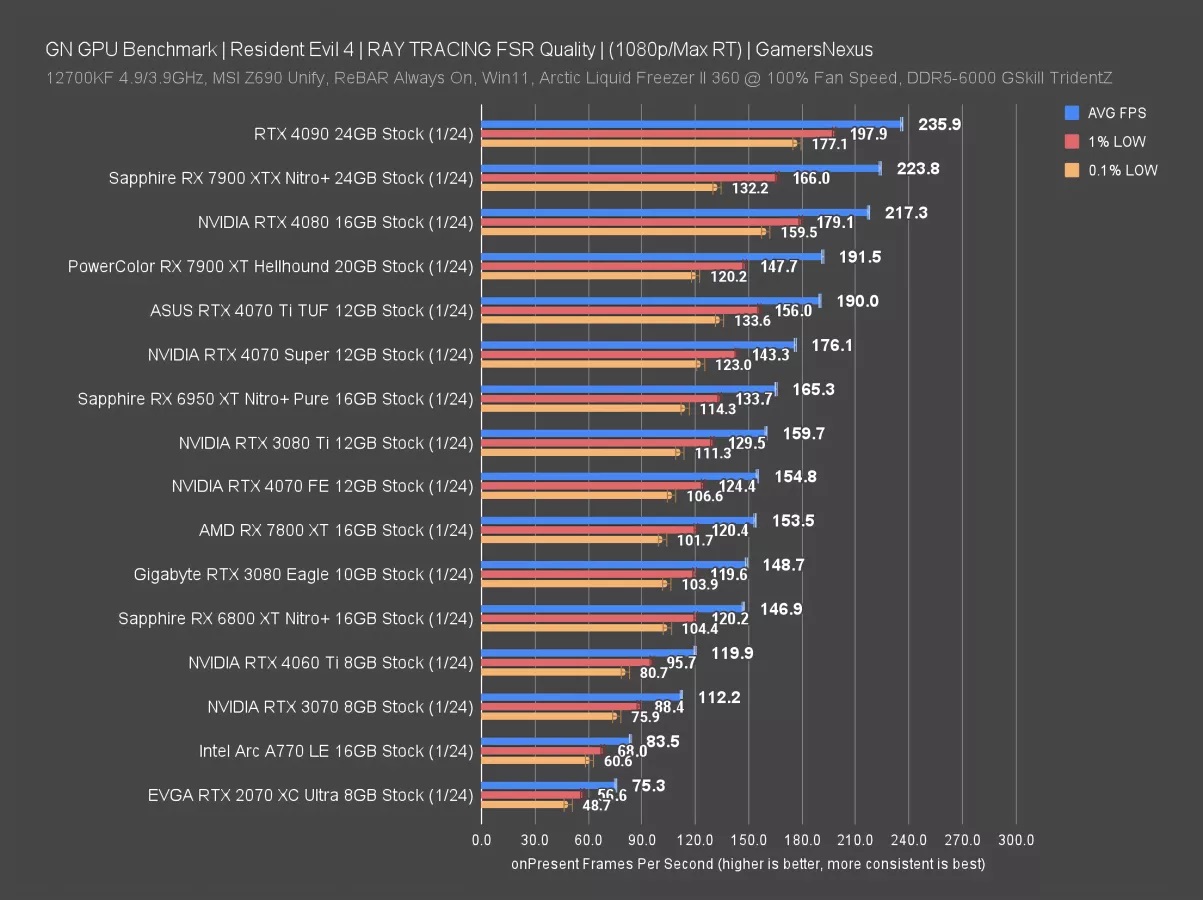 GN GPU Benchmark | Resident Evil 4 | RAY TRACING FSR Quality | (1080p/Max RT) | GamersNexus
12700KF 4.9/3.9GHz, MSI Z690 Unify, ReBAR Always On, Win11, Arctic Liquid Freezer II 360 @ 100% Fan Speed, DDR5-6000 GSkill TridentZ
AVG FPS
1% LOW
0.1% LOW
RTX 4090 24GB Stock (1/24)
235.9
197.9
177.1
Sapphire RX 7900 XTX Nitro+ 24GB Stock (1/24)
223.8
166.0
132.2
NVIDIA RTX 4080 16GB Stock (1/24)
217.3
179.1
159.5
PowerColor RX 7900 XT Hellhound 20GB Stock (1/24)
191.5
147.7
120.2
ASUS RTX 4070 Ti TUF 12GB Stock (1/24)
190.0
156.0
133.6
NVIDIA RTX 4070 Super 12GB Stock (1/24)
176.1
143.3
123.0
Sapphire RX 6950 XT Nitro+ Pure 16GB Stock (1/24)
165.3
133.7
114.3
NVIDIA RTX 3080 Ti 12GB Stock (1/24)
159.7
129.5
111.3
NVIDIA RTX 4070 FE 12GB Stock (1/24)
154.8
124.4
106.6
AMD RX 7800 XT 16GB Stock (1/24)
153.5
120.4
101.7
Gigabyte RTX 3080 Eagle 10GB Stock (1/24)
148.7
119.6
103.9
Sapphire RX 6800 XT Nitro+ 16GB Stock (1/24)
146.9
120.2
104.4
NVIDIA RTX 4060 Ti 8GB Stock (1/24)
119.9
95.7
80.7
NVIDIA RTX 3070 8GB Stock (1/24)
112.2
88.4
75.9
Intel Arc A770 LE 16GB Stock (1/24)
83.5
68.0
60.6
EVGA RTX 2070 XC Ultra 8GB Stock (1/24)
75.3
56.6
48.7
0.0 30.0 60.0 90.0 120.0 150.0 180.0 210.0 240.0 270.0 300.0
onPresent Frames Per Second (higher is better, more consistent is best)